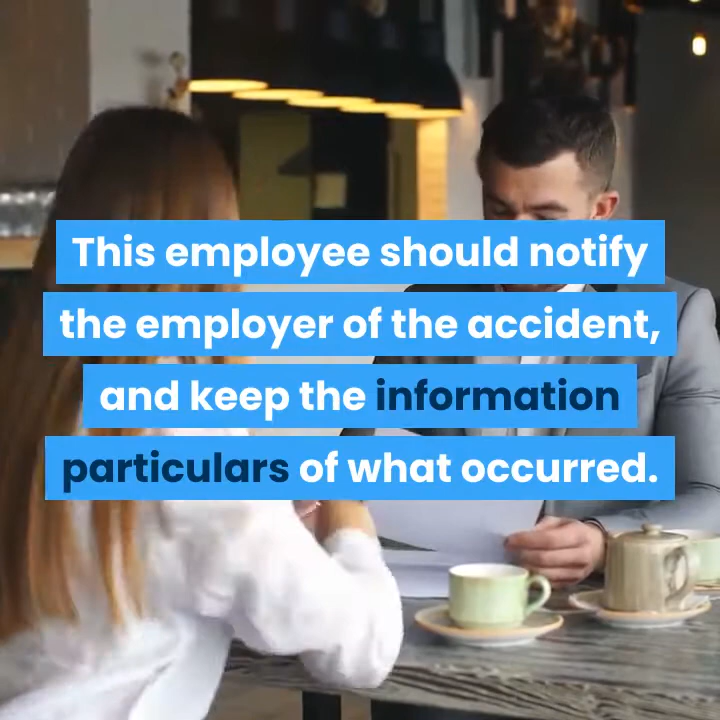 This employee should notify
the employer of the accident,
and keep the information
particulars of what occurred.